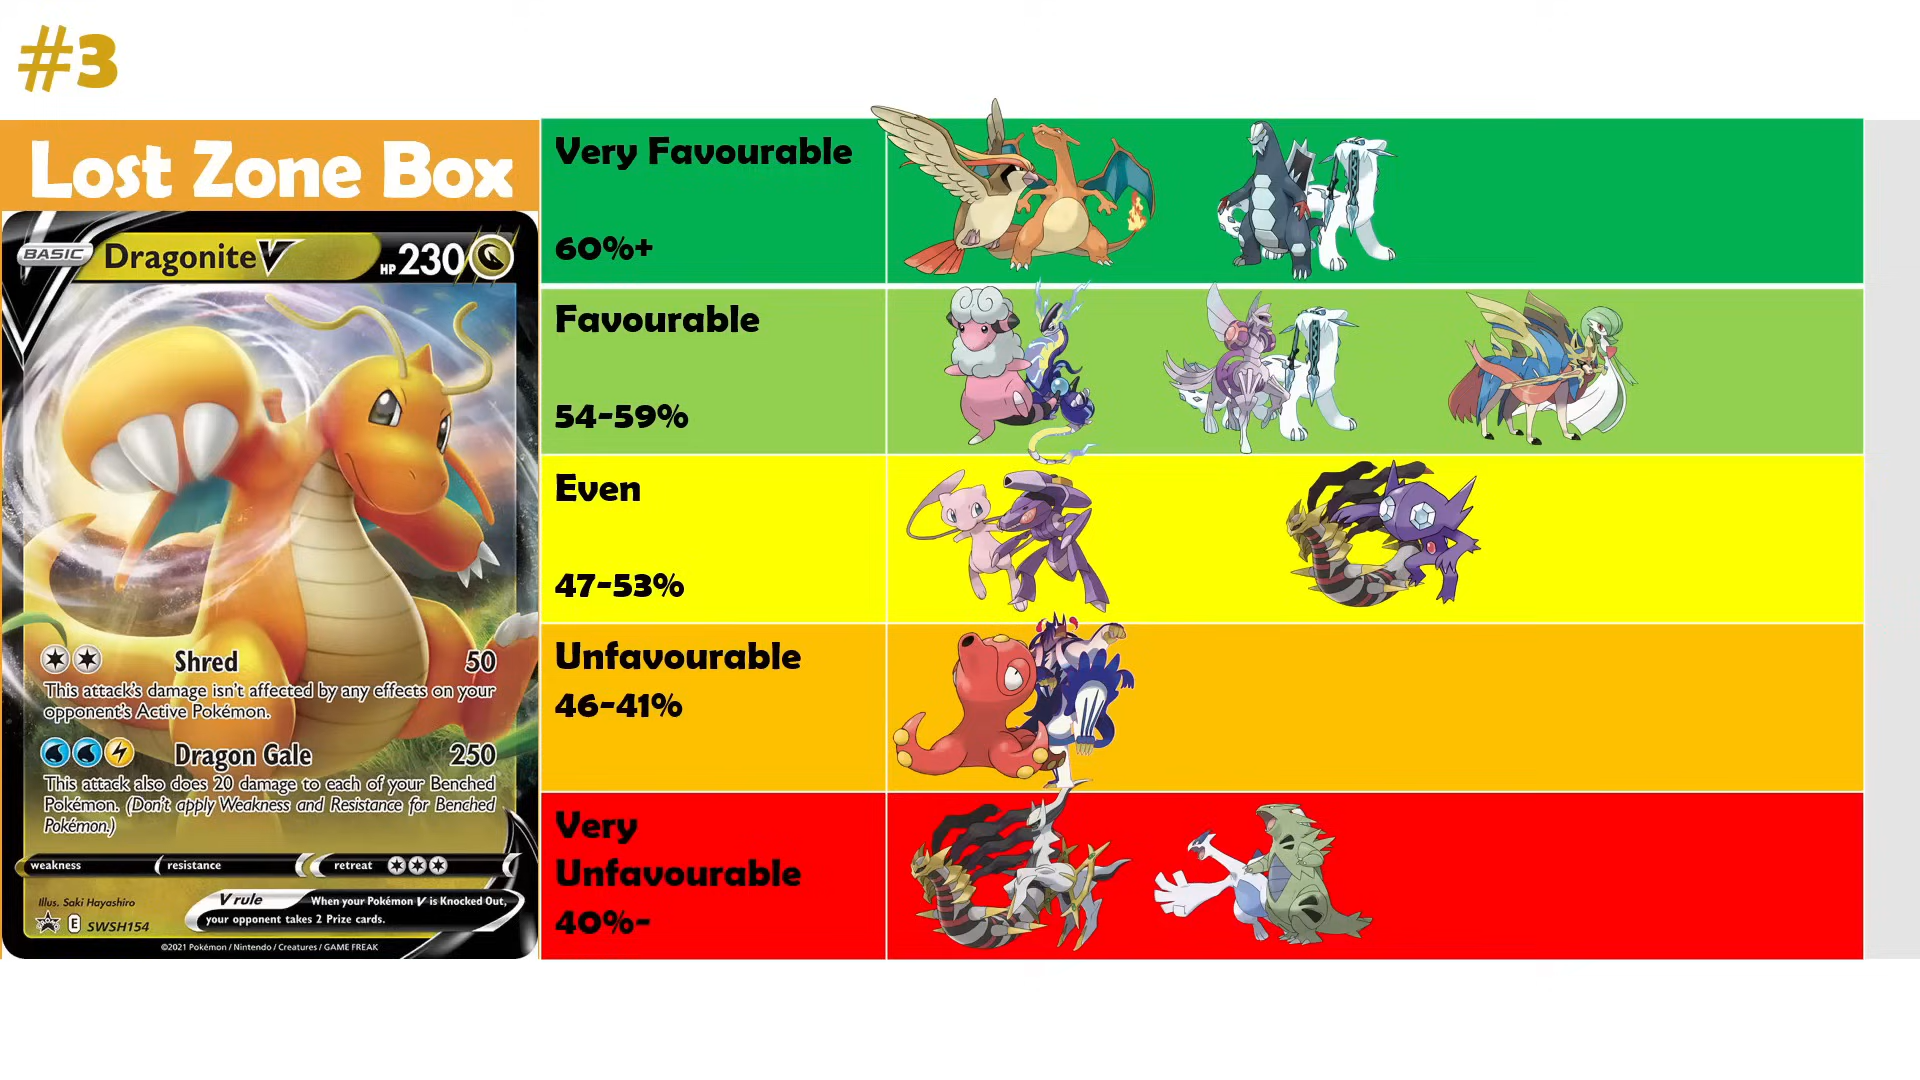 #3
Lost Zone Box
BASIC Dragonite V HP 230
Shred 50
This attack's damage isn't affected by any effects on your
opponent's Active Pokémon.
Dragon Gale 250
This attack also does 20 damage to each of your Benched
Pokémon. (Don't apply Weakness and Resistance for Benched
Pokémon.)
weakness resistance retreat
Illus. Saki Hayashiro
E SWSH154
V rule When your Pokémon V is Knocked Out,
your opponent takes 2 Prize cards.
©2021 Pokémon / Nintendo / Creatures / GAME FREAK
Very Favourable
60%+
Favourable
54-59%
Even
47-53%
Unfavourable
46-41%
Very
Unfavourable
40%-